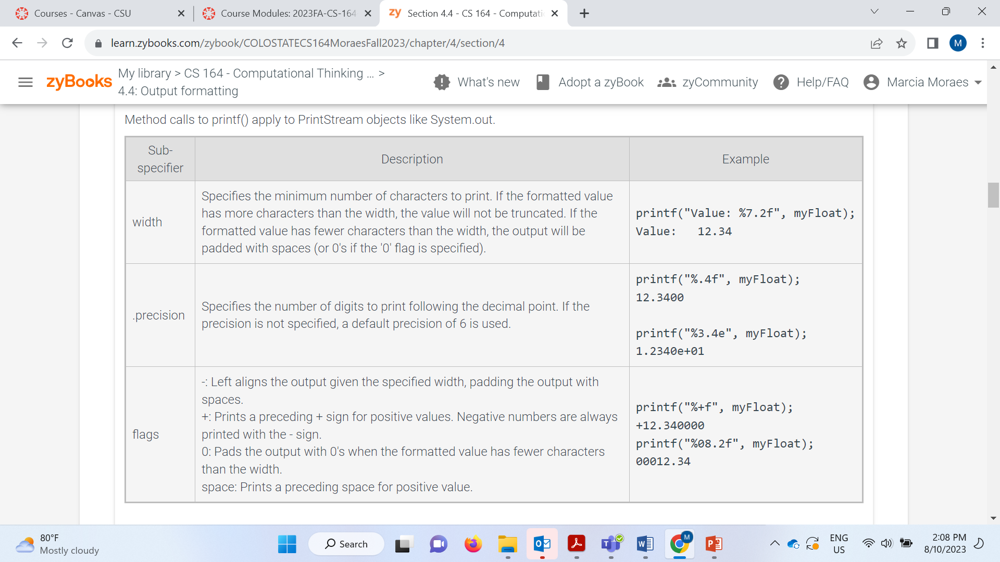 Courses - Canvas - CSU
Course Modules: 2023FA-CS-164
zy Section 4.4 - CS 164 - Computati
learn.zybooks.com/zybook/COLOSTATECS164MoraesFall2023/chapter/4/section/4
M
zyBooks
My library > CS 164 - Computational Thinking ... >
4.4: Output formatting
What's new
Adopt a zyBook
zyCommunity
Help/FAQ
Marcia Moraes
Method calls to printf() apply to PrintStream objects like System.out.
Sub-
specifier
Description
Example
width
Specifies the minimum number of characters to print. If the formatted value
has more characters than the width, the value will not be truncated. If the
formatted value has fewer characters than the width, the output will be
padded with spaces (or 0's if the '0' flag is specified).
printf("Value: %7.2f", myFloat);
Value:   12.34
.precision
Specifies the number of digits to print following the decimal point. If the
precision is not specified, a default precision of 6 is used.
printf("%.4f", myFloat);
12.3400
printf("%3.4e", myFloat);
1.2340e+01
flags
-: Left aligns the output given the specified width, padding the output with
spaces.
+: Prints a preceding + sign for positive values. Negative numbers are always
printed with the - sign.
0: Pads the output with 0's when the formatted value has fewer characters
than the width.
space: Prints a preceding space for positive value.
printf("%+f", myFloat);
+12.340000
printf("%08.2f", myFloat);
00012.34
80°F
Mostly cloudy
Search
M
ENG
US
2:08 PM
8/10/2023